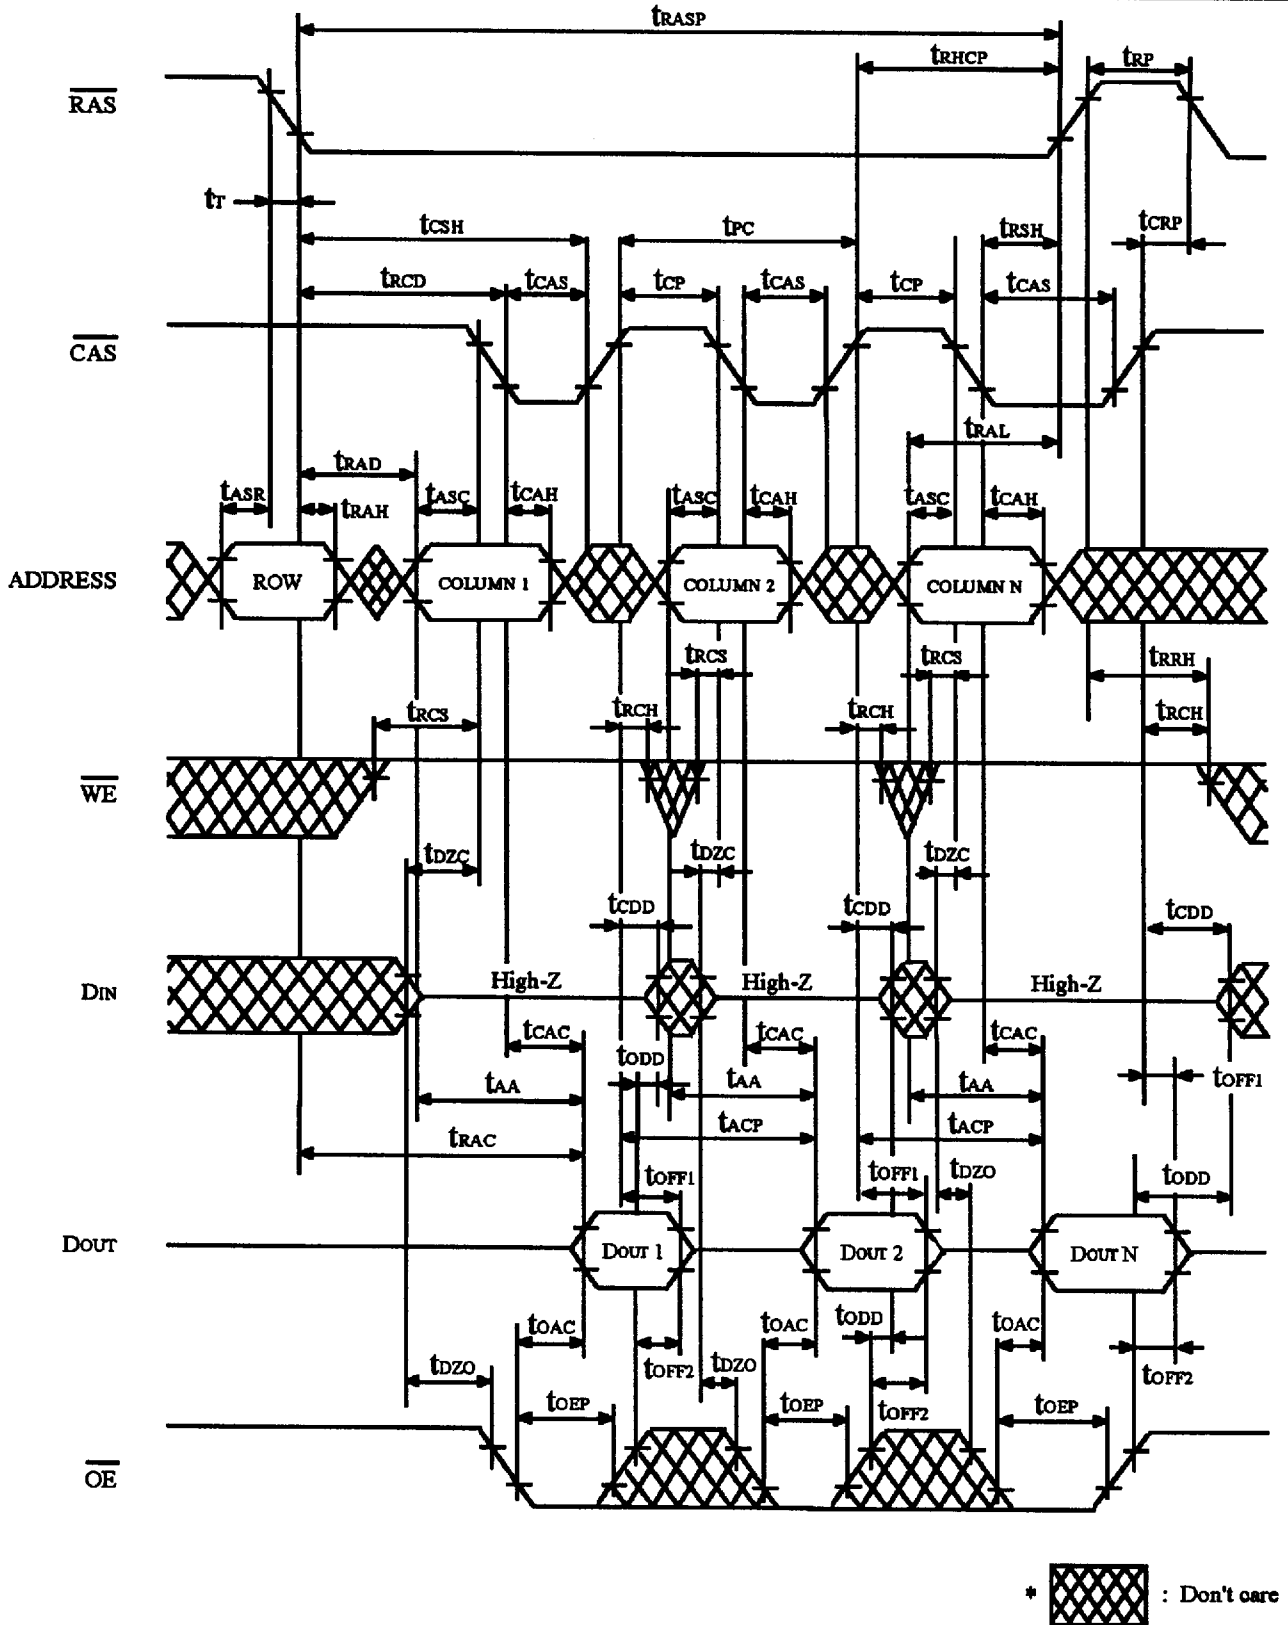 tRASP
tRHCP tRP
RAS
tT
tCSH tPC tRSH tCRP
tRCD tCAS tCP tCAS tCP tCAS
CAS
tRAL
tRAD
tASR tRAH tASC tCAH tASC tCAH tASC tCAH
ADDRESS ROW COLUMN 1 COLUMN 2 COLUMN N
tRCS tRCS tRRH
tRCS tRCH tRCH tRCH
WE
tDZC tDZC tDZC
tCDD tCDD tCDD
DIN High-Z High-Z High-Z
tCAC tODD tCAC tCAC
tAA tAA tAA tOFF1
tRAC tACP tACP
tOFF1 tOFF1 tDZO tODD
DOUT DOUT 1 DOUT 2 DOUT N
tOAC tOAC tODD tOAC
tDZO tOFF2 tDZO tOFF2
tOEP tOEP tOFF2 tOEP
OE
* : Don't care